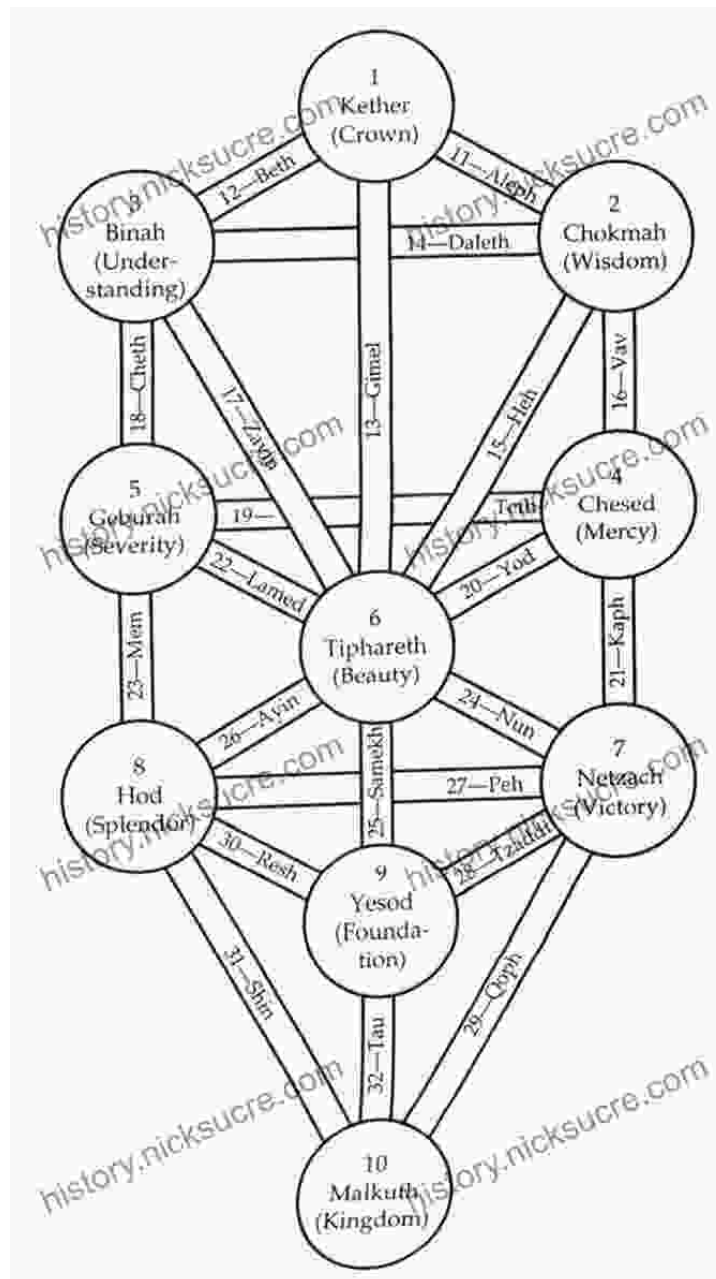 1
Kether
(Crown)
12—Beth
11—Aleph
3
Binah
(Under-
standing)
2
Chokmah
(Wisdom)
14—Daleth
13—Gimel
18—Cheth
17—Zayin
15—Heh
16—Vav
5
Geburah
(Severity)
4
Chesed
(Mercy)
19—
Teth
22—Lamed
20—Yod
6
Tiphareth
(Beauty)
23—Mem
21—Kaph
26—Ayin
24—Nun
25—Samekh
8
Hod
(Splendor)
7
Netzach
(Victory)
27—Peh
30—Resh
28—Tzaddi
9
Yesod
(Founda-
tion)
31—Shin
29—Qoph
32—Tau
10
Malkuth
(Kingdom)
history.nicksucre.com
history.nicksucre.com
history.nicksucre.com
history.nicksucre.com
history.nicksucre.com
history.nicksucre.com
history.nicksucre.com
history.nicksucre.com